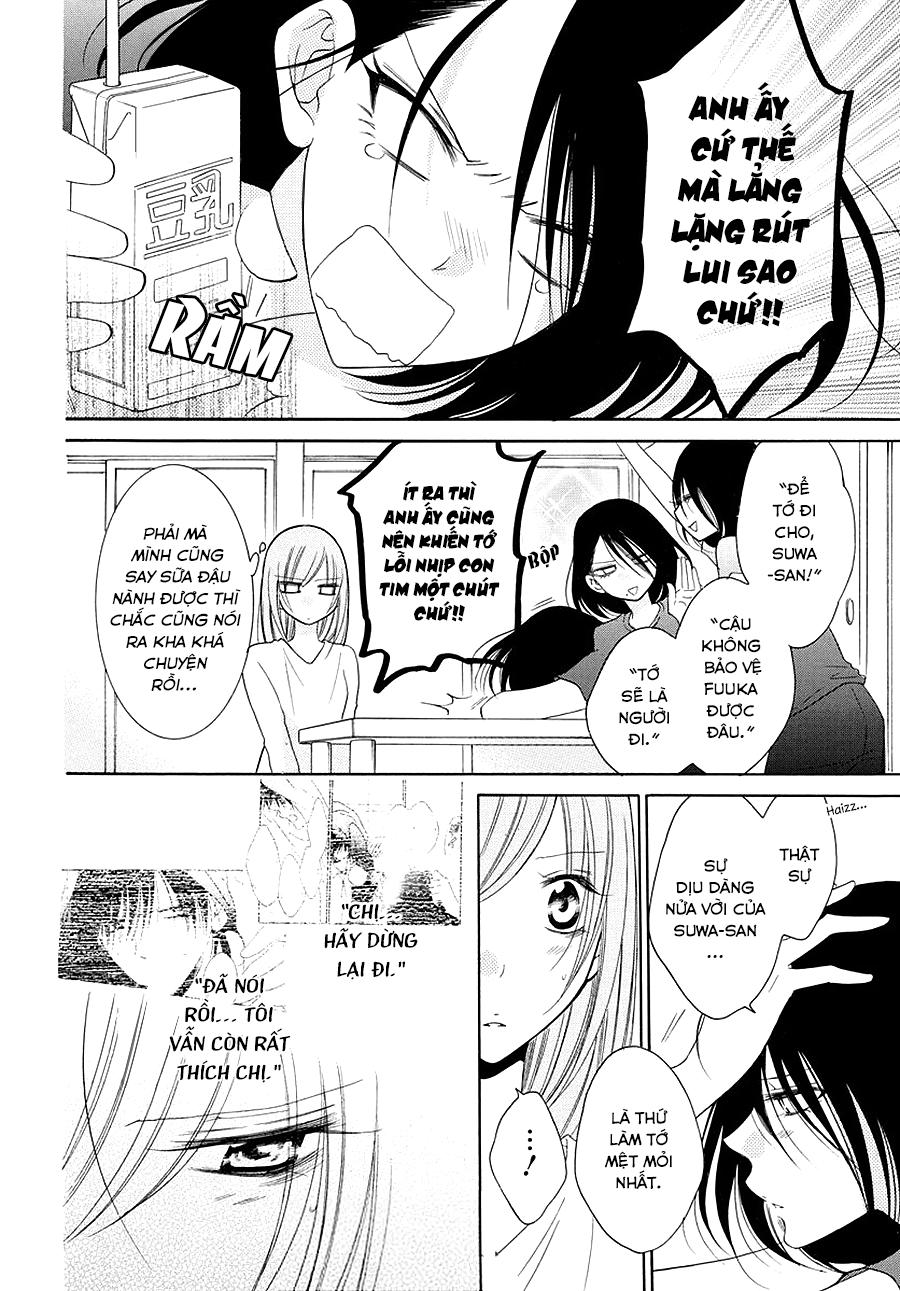 ANH ẤY
CỨ THẾ
MÀ LẲNG
LẶNG RÚT
LUI SAO
CHỨ!!
豆乳
RẦM
"ĐỂ
TỚ ĐI
CHO,
SUWA
-SAN!"
"CẬU
KHÔNG
BẢO VỆ
FUUKA
ĐƯỢC
ĐÂU."
"TỚ
SẼ LÀ
NGƯỜI
ĐI."
BỘP
ÍT RA THÌ
ANH ẤY CŨNG
NÊN KHIẾN TỚ
LỖI NHỊP CON
TIM MỘT CHÚT
CHỨ!!
PHẢI MÀ
MÌNH CŨNG
SAY SỮA ĐẬU
NÀNH ĐƯỢC THÌ
CHẮC CŨNG NÓI
RA KHA KHÁ
CHUYỆN
RỒI...
Haizz...
THẬT
SỰ
SỰ
DỊU DÀNG
NỬA VỜI CỦA
SUWA-SAN
...
LÀ THỨ
LÀM TỚ
MỆT MỎI
NHẤT.
...!
"CHỊ...
HÃY DỪNG
LẠI ĐI."
"ĐÃ NÓI
RỒI... TÔI
VẪN CÒN RẤT
THÍCH CHỊ."